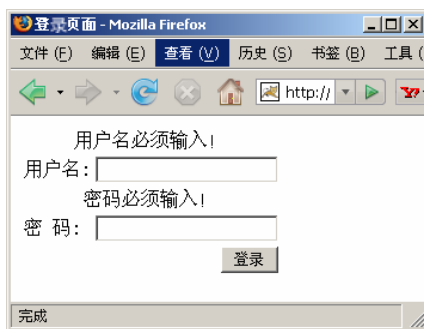 登录页面 - Mozilla Firefox
文件 (F) 编辑 (E) 查看 (V) 历史 (S) 书签 (B) 工具 (
http://
用户名必须输入!
用户名:
密码必须输入!
密 码:
登录
完成